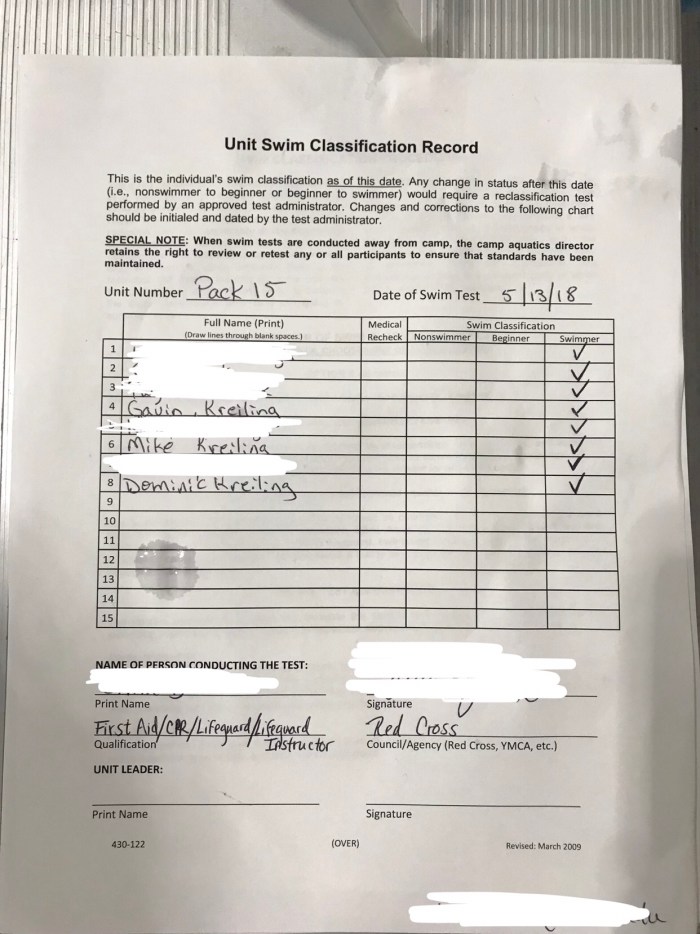 Unit Swim Classification Record
This is the individual's swim classification as of this date. Any change in status after this date
(i.e., nonswimmer to beginner or beginner to swimmer) would require a reclassification test
performed by an approved test administrator. Changes and corrections to the following chart
should be initialed and dated by the test administrator.
SPECIAL NOTE: When swim tests are conducted away from camp, the camp aquatics director
retains the right to review or retest any or all participants to ensure that standards have been
maintained.
Unit Number Pack 15 Date of Swim Test 5/13/18
Full Name (Print) Medical Swim Classification
(Draw lines through blank spaces.) Recheck Nonswimmer Beginner Swimmer
1 ✓
2 ✓
3 ✓
4 Gavin Kreiling ✓
✓
6 Mike Kreiling ✓
✓
8 Dominic Kreiling ✓
9
10
11
12
13
14
15
NAME OF PERSON CONDUCTING THE TEST:
Print Name Signature
First Aid/CPR/Lifeguard/Lifeguard Instructor Red Cross
Qualification Council/Agency (Red Cross, YMCA, etc.)
UNIT LEADER:
Print Name Signature
430-122 (OVER) Revised: March 2009